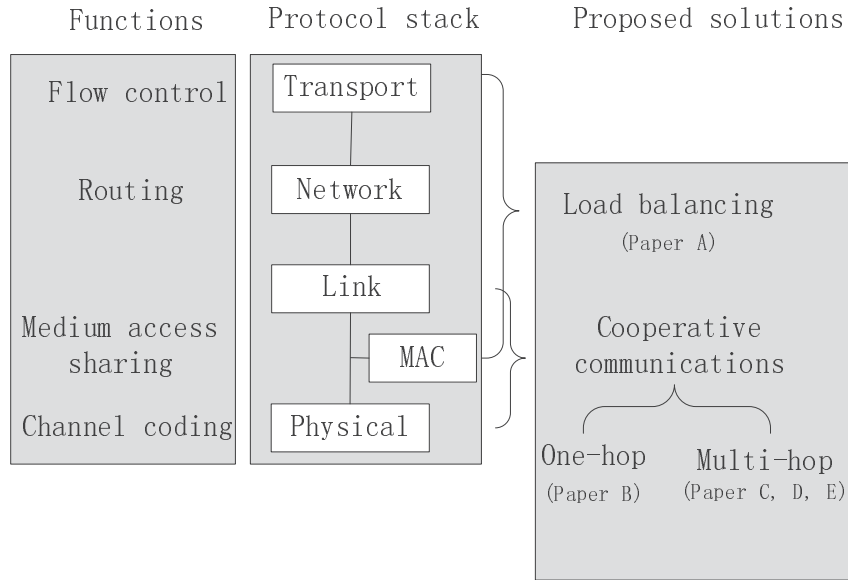 Functions
Flow control
Routing
Medium access
sharing
Channel coding
Protocol stack
Transport
Network
Link
MAC
Physical
Proposed solutions
Load balancing
(Paper A)
Cooperative
communications
One-hop
(Paper B)
Multi-hop
(Paper C, D, E)